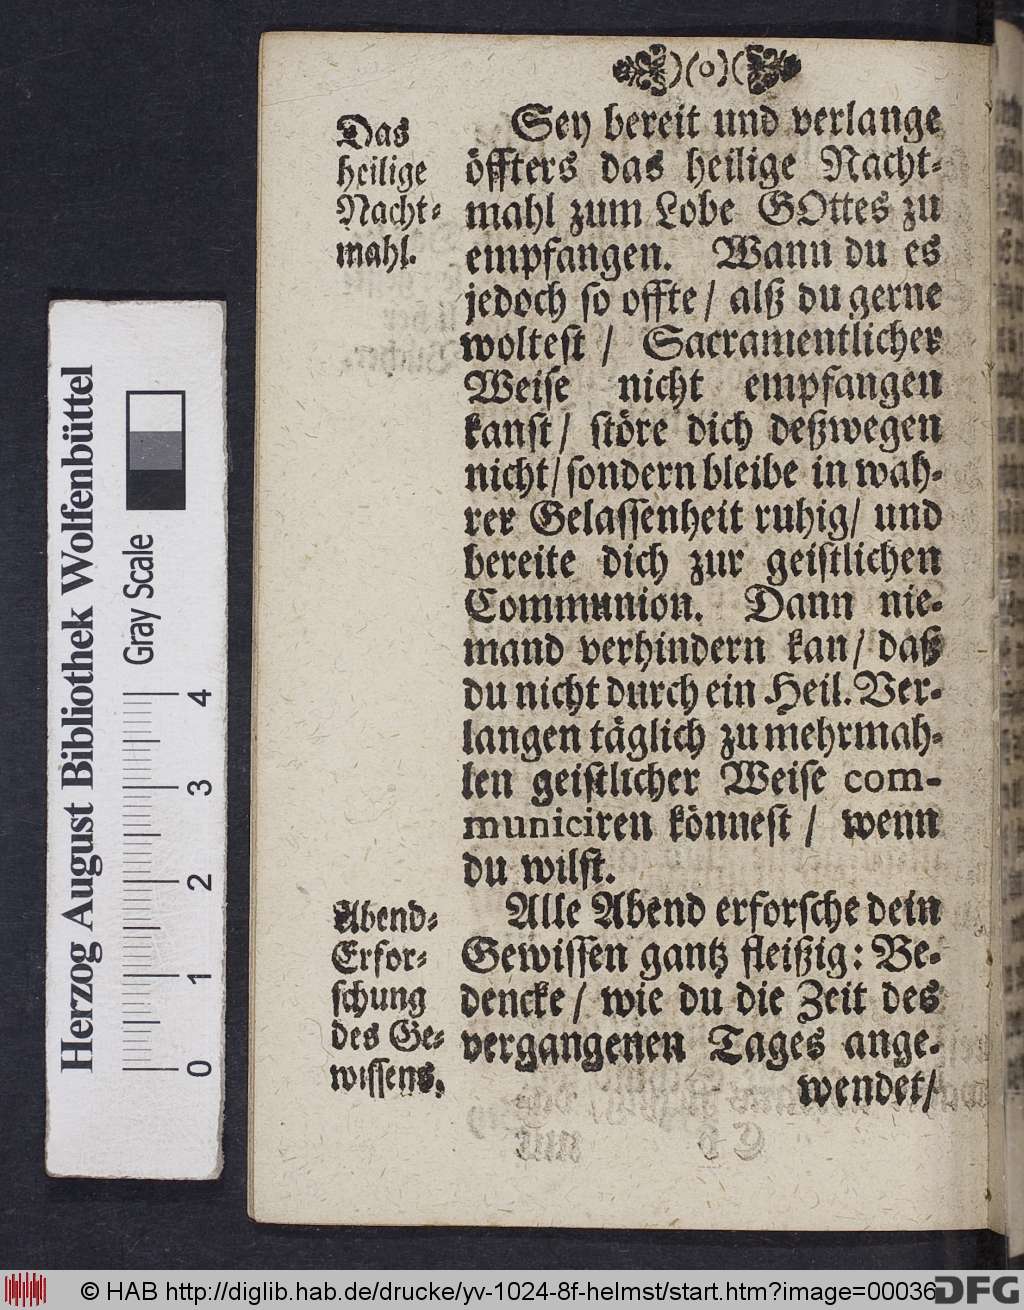 )(o)(
Das
heilige
Nacht-
mahl.
Sey bereit und verlange
öffters das heilige Nacht-
mahl zum Lobe GOttes zu
empfangen. Wann du es
jedoch so offte / alß du gerne
woltest / Sacramentlicher
Weise nicht empfangen
kanst / störe dich deßwegen
nicht / sondern bleibe in wah-
rer Gelassenheit ruhig / und
bereite dich zur geistlichen
Communion. Dann nie-
mand verhindern kan / daß
du nicht durch ein Heil. Ver-
langen täglich zu mehrmah-
len geistlicher Weise com-
municiren könnest / wenn
du wilst.
Abend-
Erfor-
schung
des Ge-
wissens.
Alle Abend erforsche dein
Gewissen gantz fleißig: Be-
dencke / wie du die Zeit des
vergangenen Tages ange-
wendet /
Herzog August Bibliothek Wolfenbüttel
Gray Scale
0 1 2 3 4
© HAB http://diglib.hab.de/drucke/yv-1024-8f-helmst/start.htm?image=00036
DFG